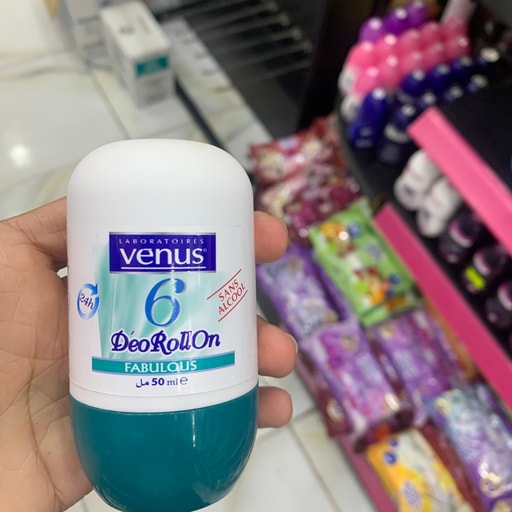 LABORATOIRES
venus
6
24h
SANS
ALCOOL
DéoRollOn
FABULOUS
50 ml e مل